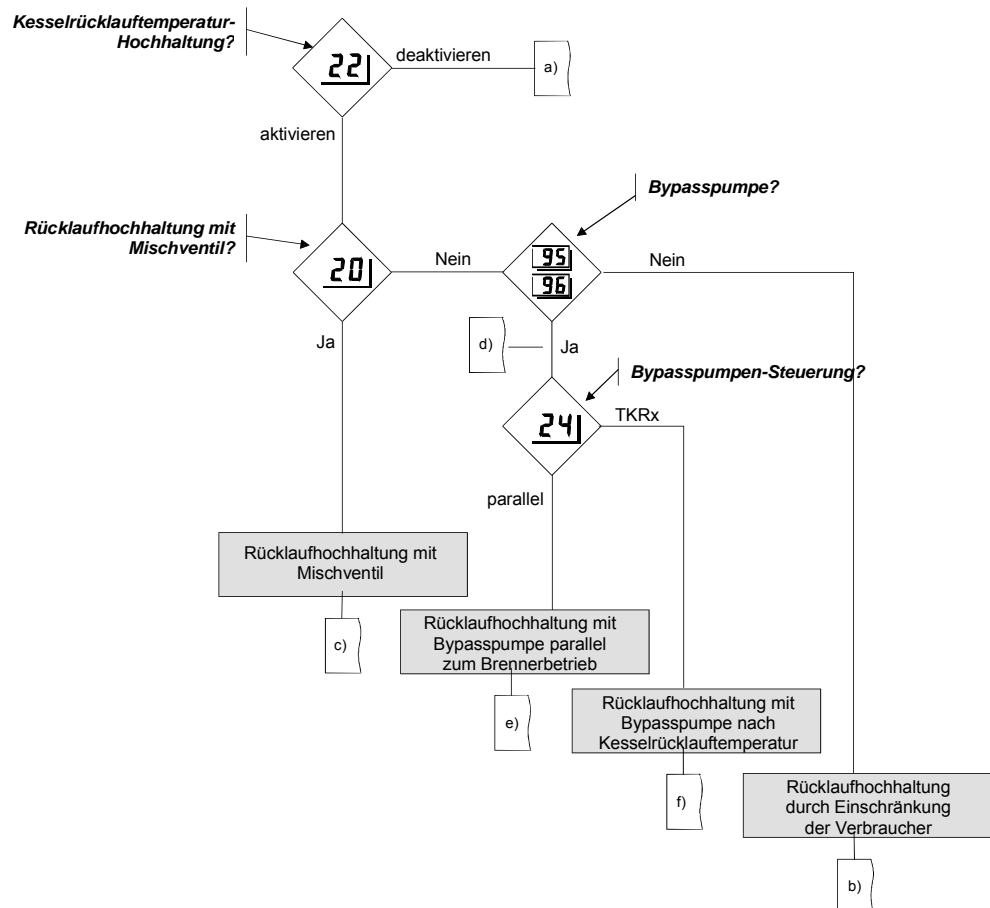 Kesselrücklauftemperatur-
Hochhaltung?
22
deaktivieren
a)
aktivieren
Bypasspumpe?
Rücklaufhochhaltung mit
Mischventil?
20
Nein
95
96
Nein
Ja
d)
Ja
Bypasspumpen-Steuerung?
24
TKRx
parallel
Rücklaufhochhaltung mit
Mischventil
c)
Rücklaufhochhaltung mit
Bypasspumpe parallel
zum Brennerbetrieb
e)
Rücklaufhochhaltung mit
Bypasspumpe nach
Kesselrücklauftemperatur
f)
Rücklaufhochhaltung
durch Einschränkung
der Verbraucher
b)